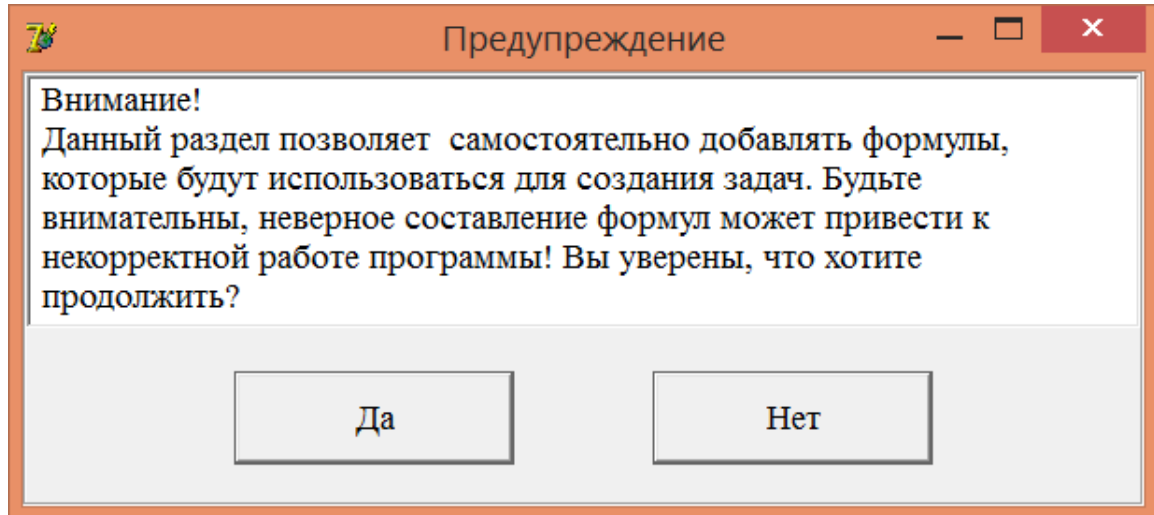 Предупреждение
Внимание!
Данный раздел позволяет  самостоятельно добавлять формулы,
которые будут использоваться для создания задач. Будьте
внимательны, неверное составление формул может привести к
некорректной работе программы! Вы уверены, что хотите
продолжить?
Да
Нет